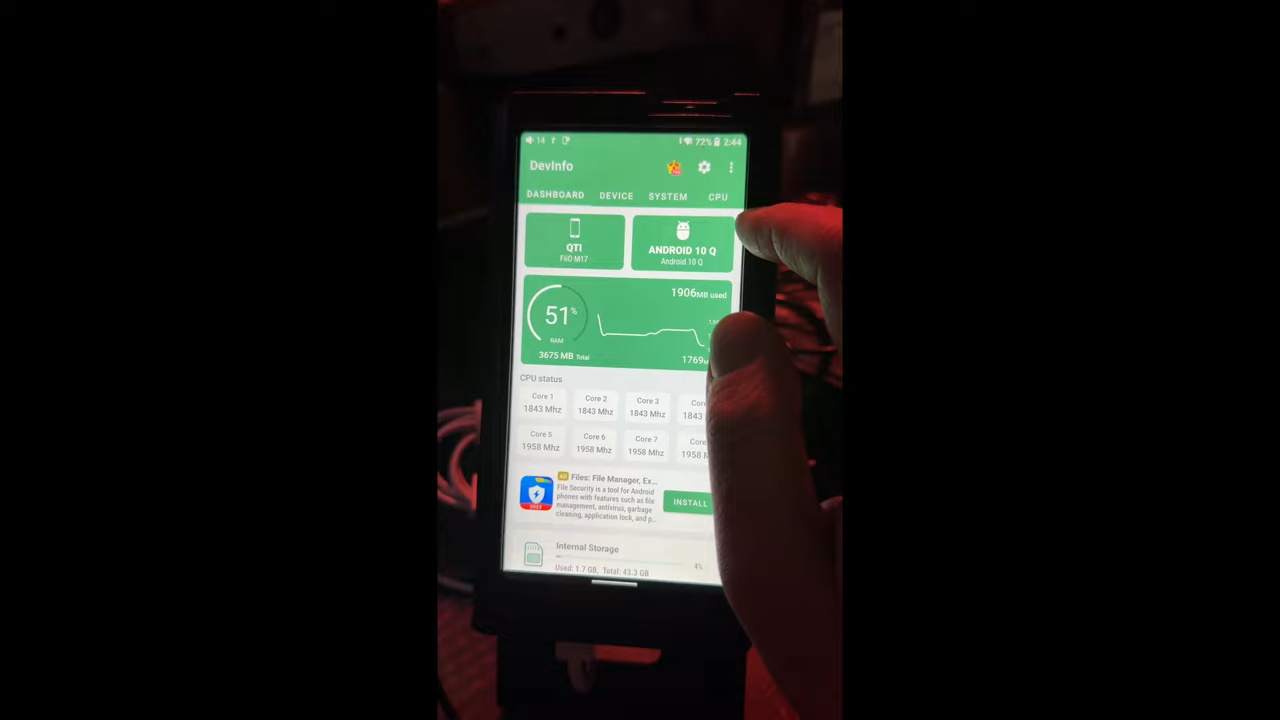 14 72% 2:44
DevInfo
DASHBOARD DEVICE SYSTEM CPU
QTI
FiiO M17
ANDROID 10 Q
Android 10 Q
1906MB used
51%
RAM
3675 MB Total
1769
CPU status
Core 1
1843 Mhz
Core 2
1843 Mhz
Core 3
1843 Mhz
1843
Core 5
1958 Mhz
Core 6
1958 Mhz
Core 7
1958 Mhz
1958
AD Files: File Manager, Ex...
File Security is a tool for Android
phones with features such as file
management, antivirus, garbage
cleaning, application lock, and p...
INSTALL
Internal Storage
4%
Used: 1.7 GB, Total: 43.3 GB